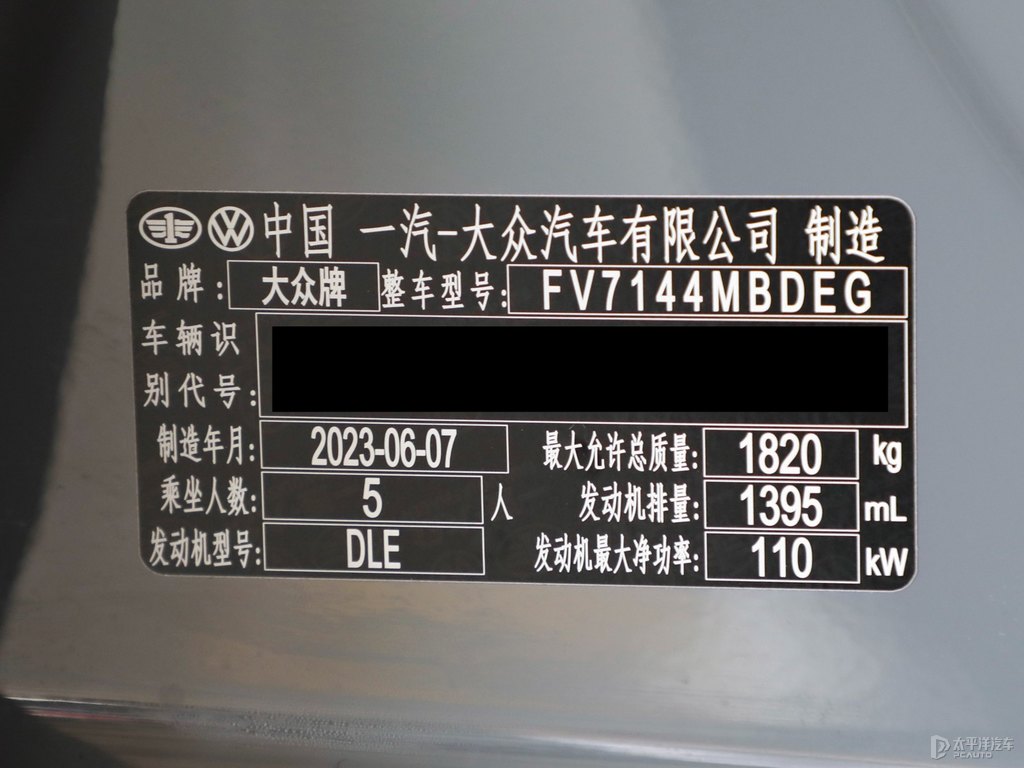 中国 一汽-大众汽车有限公司 制造
品牌: 大众牌 整车型号: FV7144MBDEG
车辆识
别代号:
制造年月: 2023-06-07 最大允许总质量: 1820 kg
乘坐人数: 5 人 发动机排量: 1395 mL
发动机型号: DLE 发动机最大净功率: 110 kW
太平洋汽车
PCAUTO